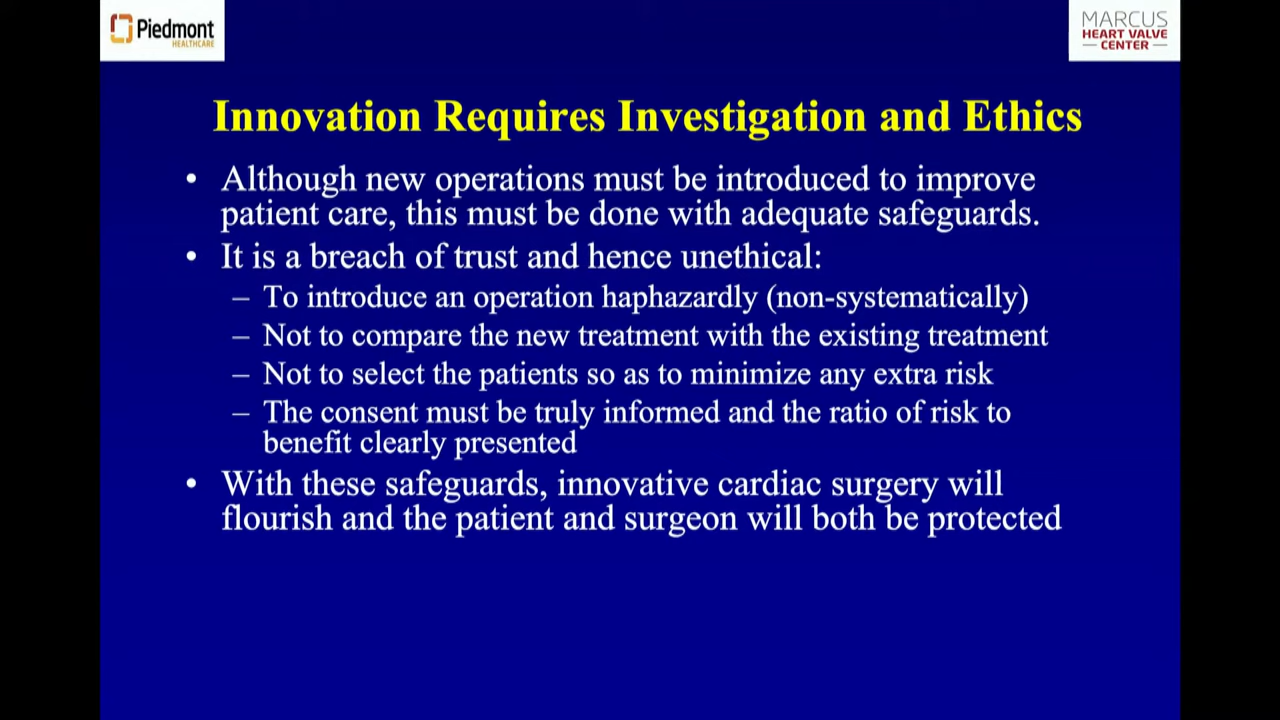 Piedmont
HEALTHCARE
MARCUS
HEART VALVE
CENTER
Innovation Requires Investigation and Ethics
• Although new operations must be introduced to improve
patient care, this must be done with adequate safeguards.
• It is a breach of trust and hence unethical:
– To introduce an operation haphazardly (non-systematically)
– Not to compare the new treatment with the existing treatment
– Not to select the patients so as to minimize any extra risk
– The consent must be truly informed and the ratio of risk to
benefit clearly presented
• With these safeguards, innovative cardiac surgery will
flourish and the patient and surgeon will both be protected